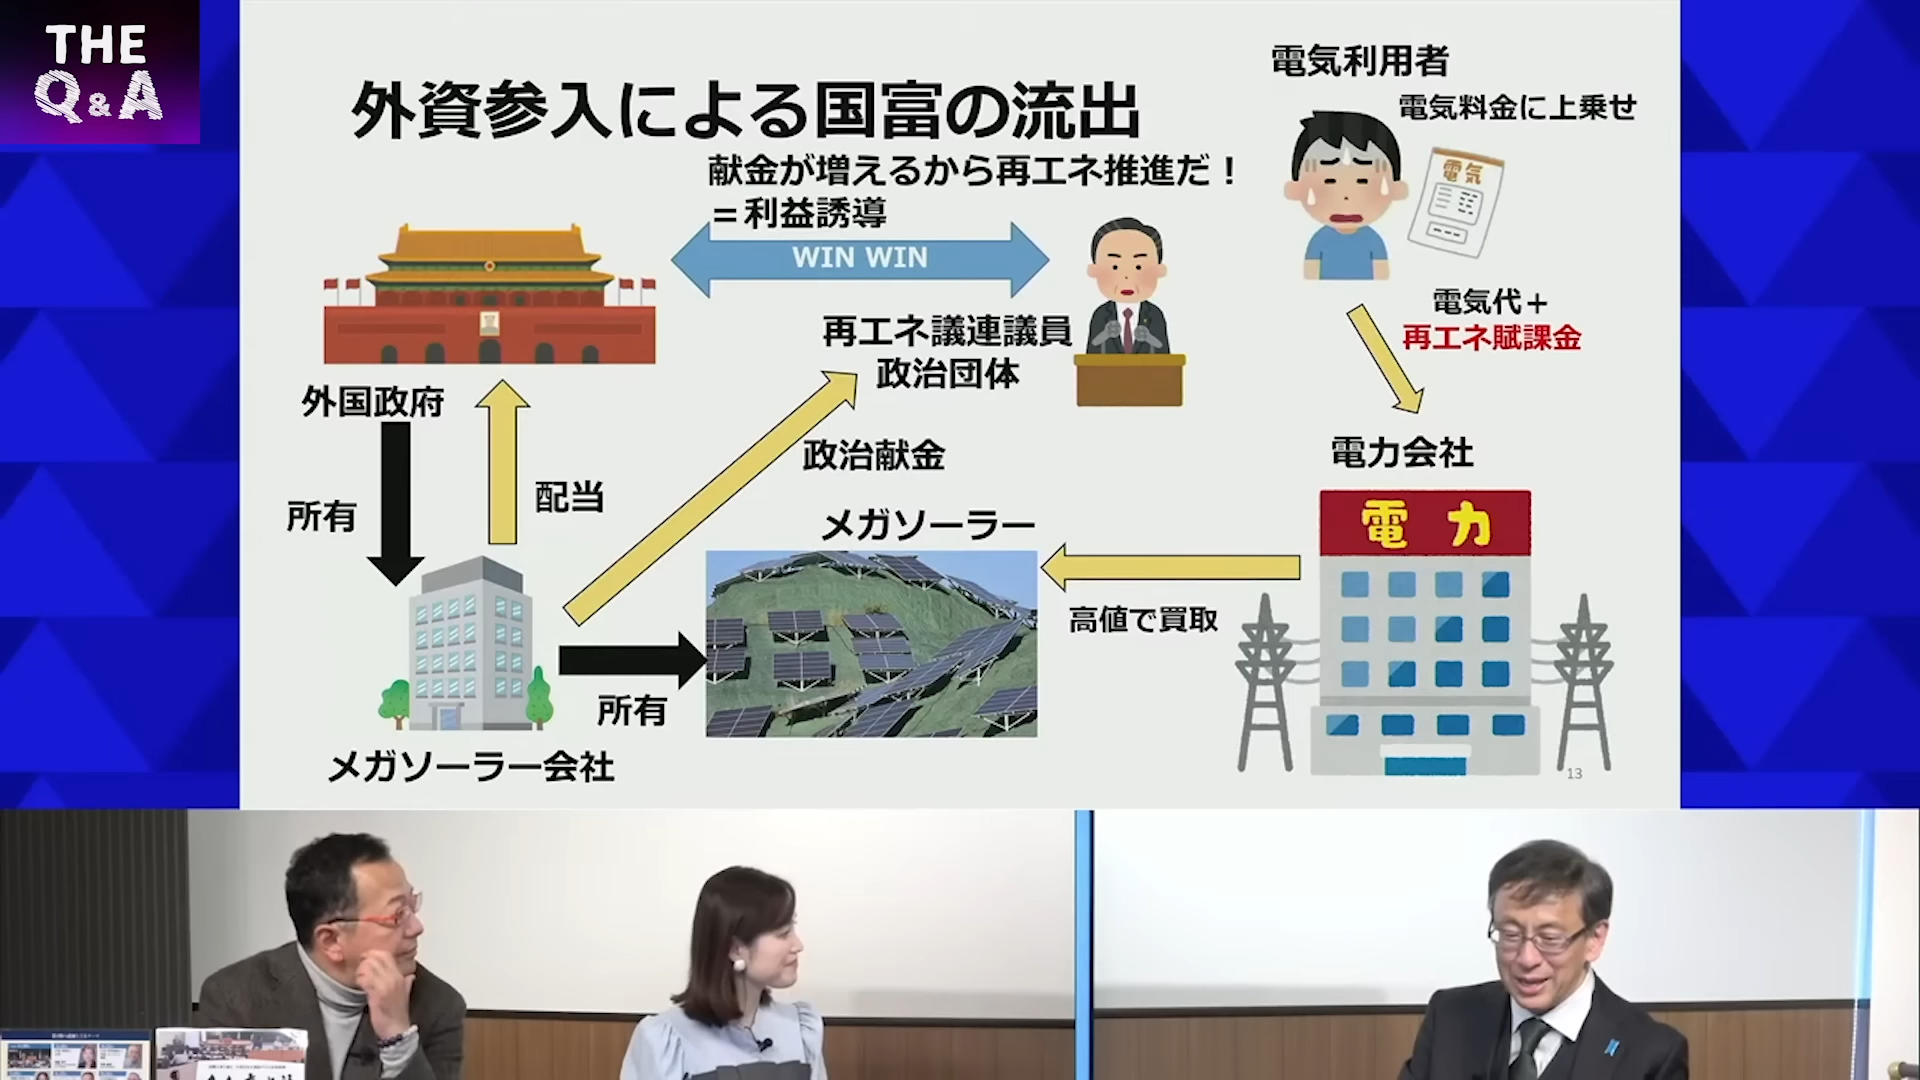 THE
Q&A
外資参入による国富の流出
献金が増えるから再エネ推進だ！
＝利益誘導
WIN WIN
電気利用者
電気料金に上乗せ
電気
電気代＋
再エネ賦課金
再エネ議連議員
政治団体
外国政府
所有
配当
政治献金
電力会社
電力
メガソーラー
高値で買取
所有
メガソーラー会社
13